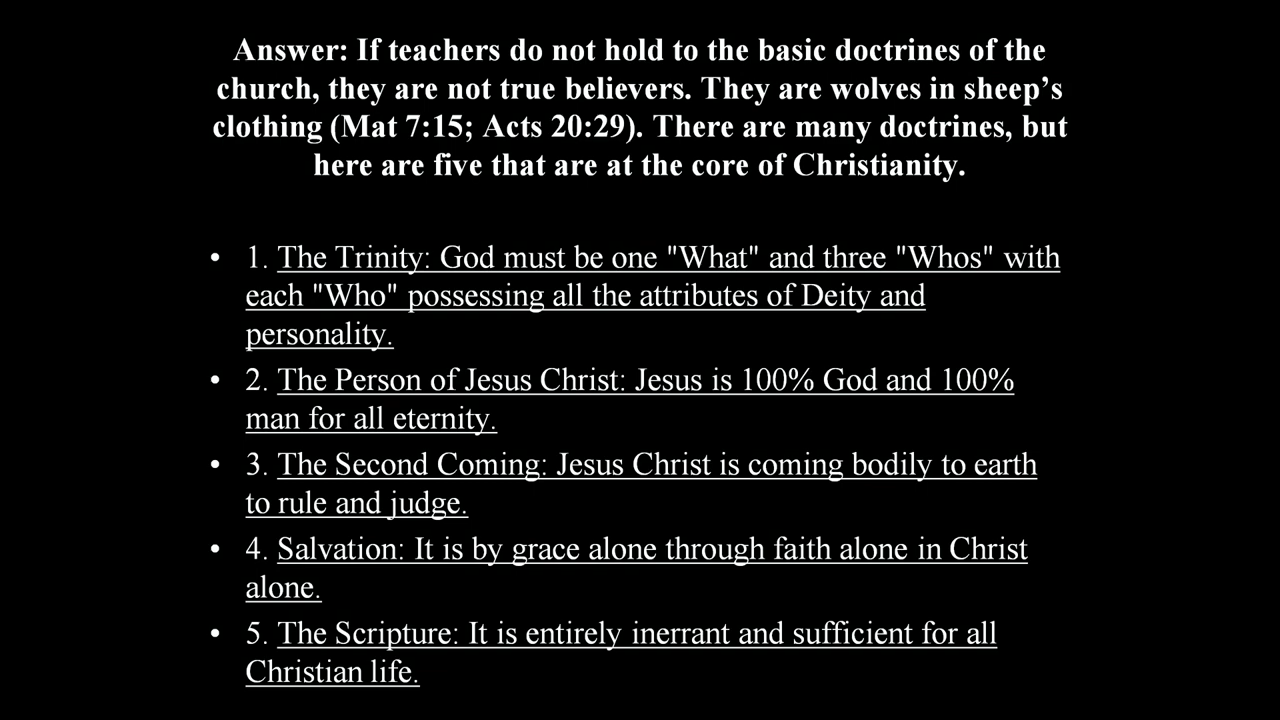 Answer: If teachers do not hold to the basic doctrines of the
church, they are not true believers. They are wolves in sheep’s
clothing (Mat 7:15; Acts 20:29). There are many doctrines, but
here are five that are at the core of Christianity.
• 1. The Trinity: God must be one "What" and three "Whos" with
each "Who" possessing all the attributes of Deity and
personality.
• 2. The Person of Jesus Christ: Jesus is 100% God and 100%
man for all eternity.
• 3. The Second Coming: Jesus Christ is coming bodily to earth
to rule and judge.
• 4. Salvation: It is by grace alone through faith alone in Christ
alone.
• 5. The Scripture: It is entirely inerrant and sufficient for all
Christian life.